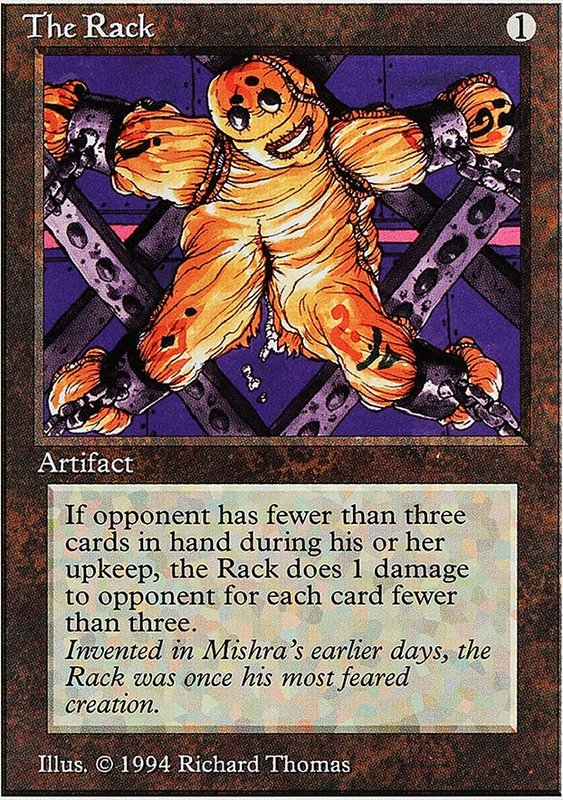 The Rack 1
Artifact
If opponent has fewer than three
cards in hand during his or her
upkeep, the Rack does 1 damage
to opponent for each card fewer
than three.
Invented in Mishra's earlier days, the
Rack was once his most feared
creation.
Illus. © 1994 Richard Thomas